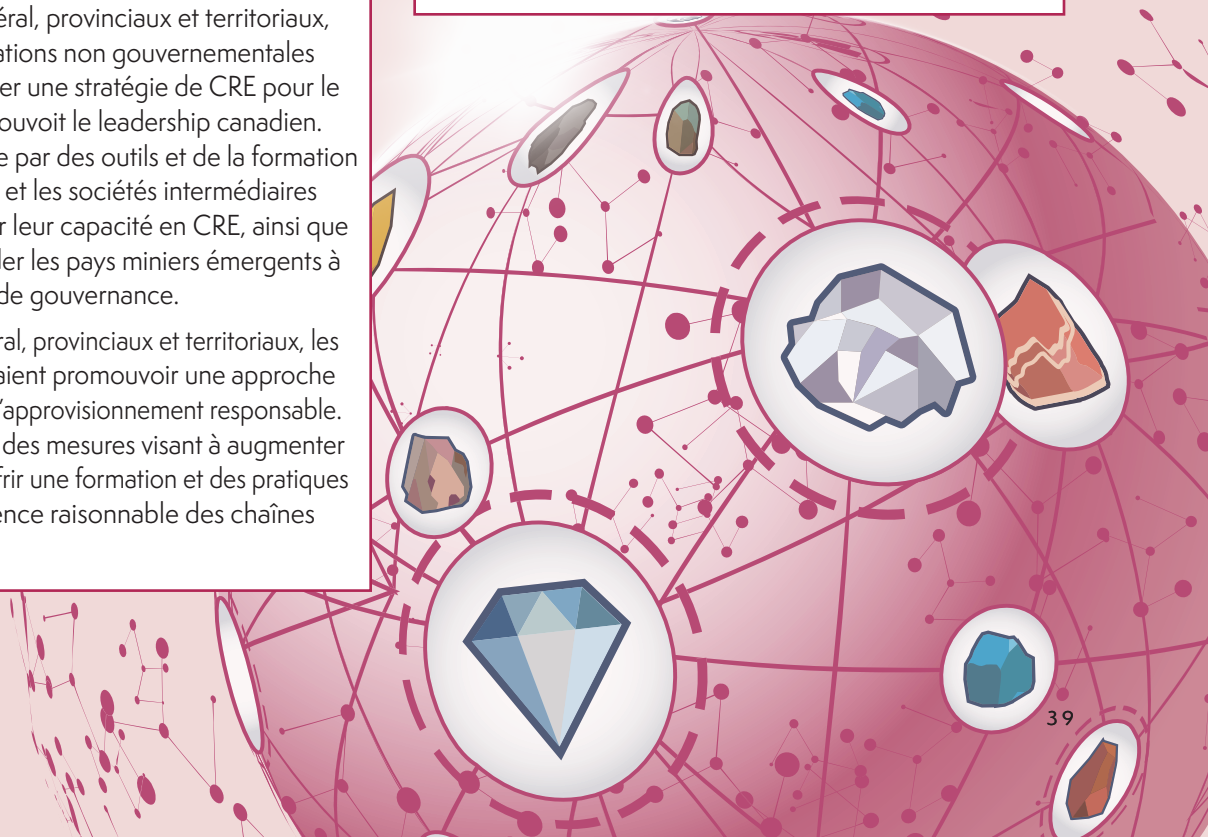 éral, provinciaux et territoriaux,
ations non gouvernementales
er une stratégie de CRE pour le
ouvoit le leadership canadien.
e par des outils et de la formation
et les sociétés intermédiaires
r leur capacité en CRE, ainsi que
der les pays miniers émergents à
de gouvernance.
ral, provinciaux et territoriaux, les
aient promouvoir une approche
'approvisionnement responsable.
des mesures visant à augmenter
frir une formation et des pratiques
ence raisonnable des chaînes
39